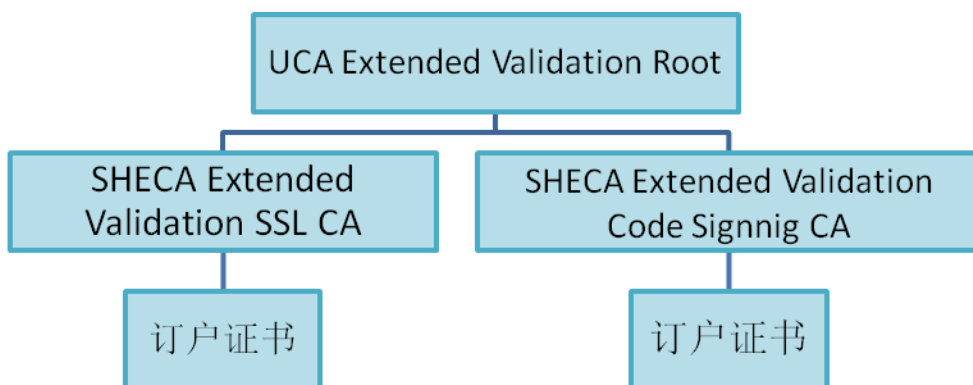 UCA Extended Validation Root
SHECA Extended
Validation SSL CA
SHECA Extended Validation
Code Signnig CA
订户证书
订户证书